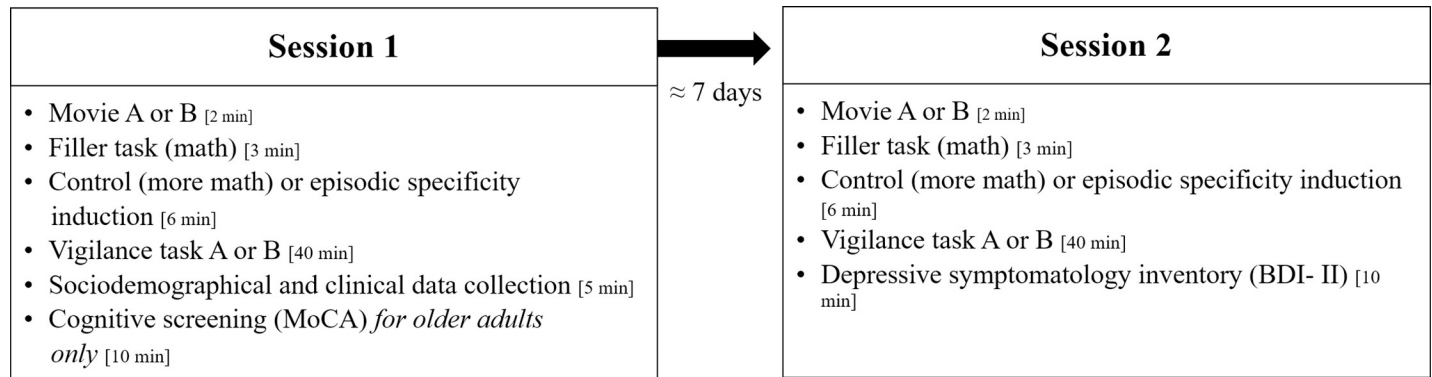 Session 1
• Movie A or B [2 min]
• Filler task (math) [3 min]
• Control (more math) or episodic specificity
induction [6 min]
• Vigilance task A or B [40 min]
• Sociodemographical and clinical data collection [5 min]
• Cognitive screening (MoCA) for older adults
only [10 min]
≈ 7 days
Session 2
• Movie A or B [2 min]
• Filler task (math) [3 min]
• Control (more math) or episodic specificity induction
[6 min]
• Vigilance task A or B [40 min]
• Depressive symptomatology inventory (BDI- II) [10
min]